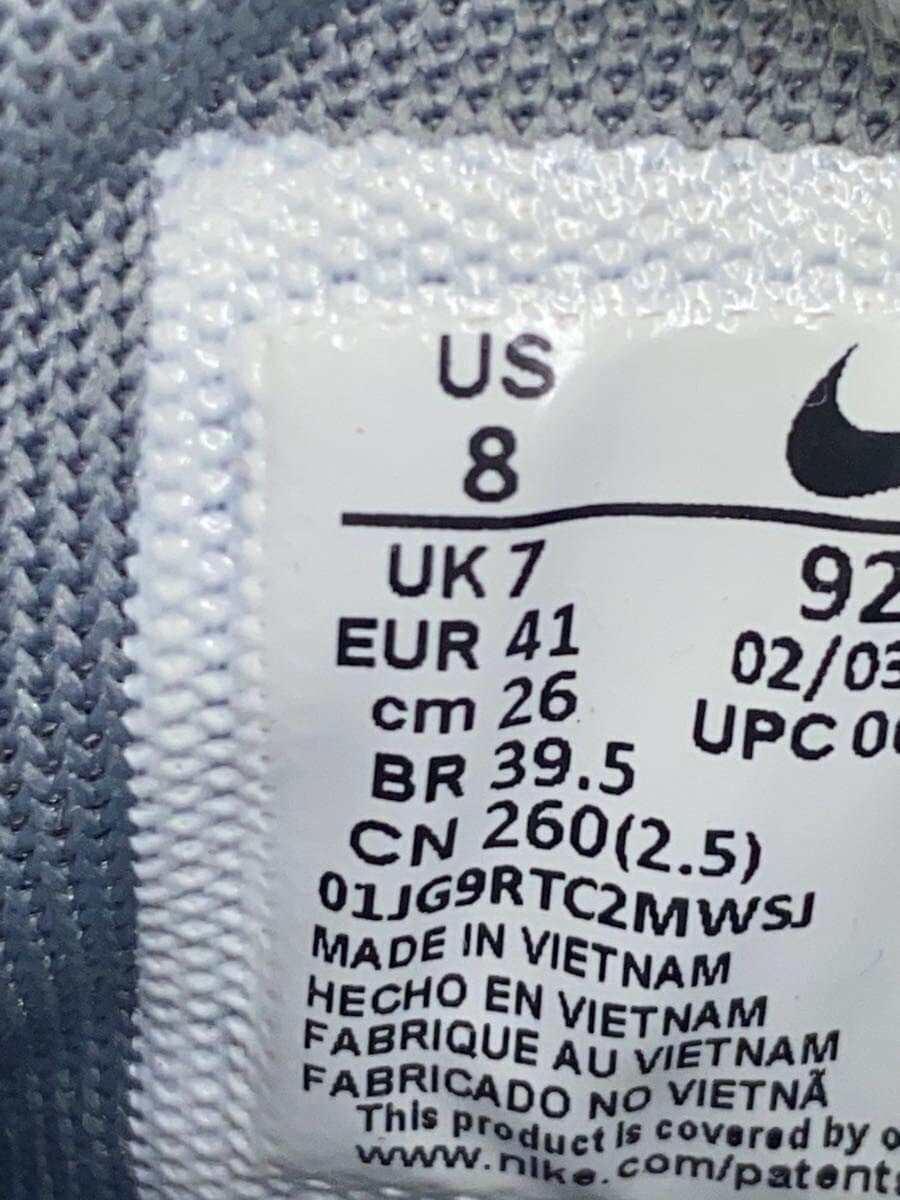 US
8
UK 7
EUR 41
cm 26
BR 39.5
CN 260(2.5)
92
02/03
UPC 00
01JG9RTC2MWSJ
MADE IN VIETNAM
HECHO EN VIETNAM
FABRIQUE AU VIETNAM
FABRICADO NO VIETNÃ
This product is covered by o
www.nike.com/patents